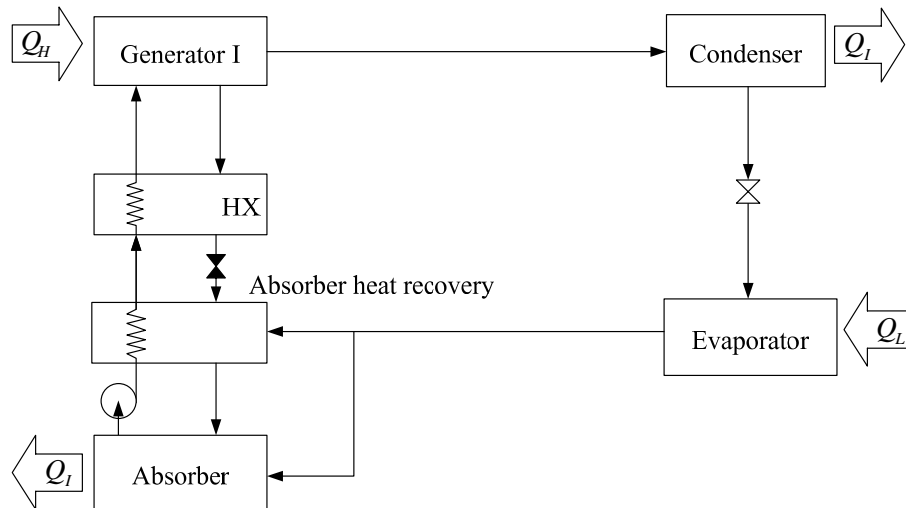 Q_H
Generator I
Condenser
Q_I
HX
Absorber heat recovery
Evaporator
Q_L
Q_I
Absorber